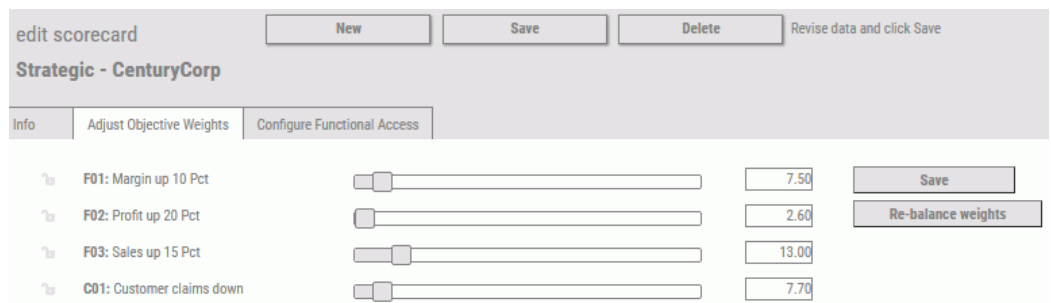 edit scorecard
New
Save
Delete
Revise data and click Save
Strategic - CenturyCorp
Info
Adjust Objective Weights
Configure Functional Access
F01: Margin up 10 Pct
7.50
Save
F02: Profit up 20 Pct
2.60
Re-balance weights
F03: Sales up 15 Pct
13.00
C01: Customer claims down
7.70